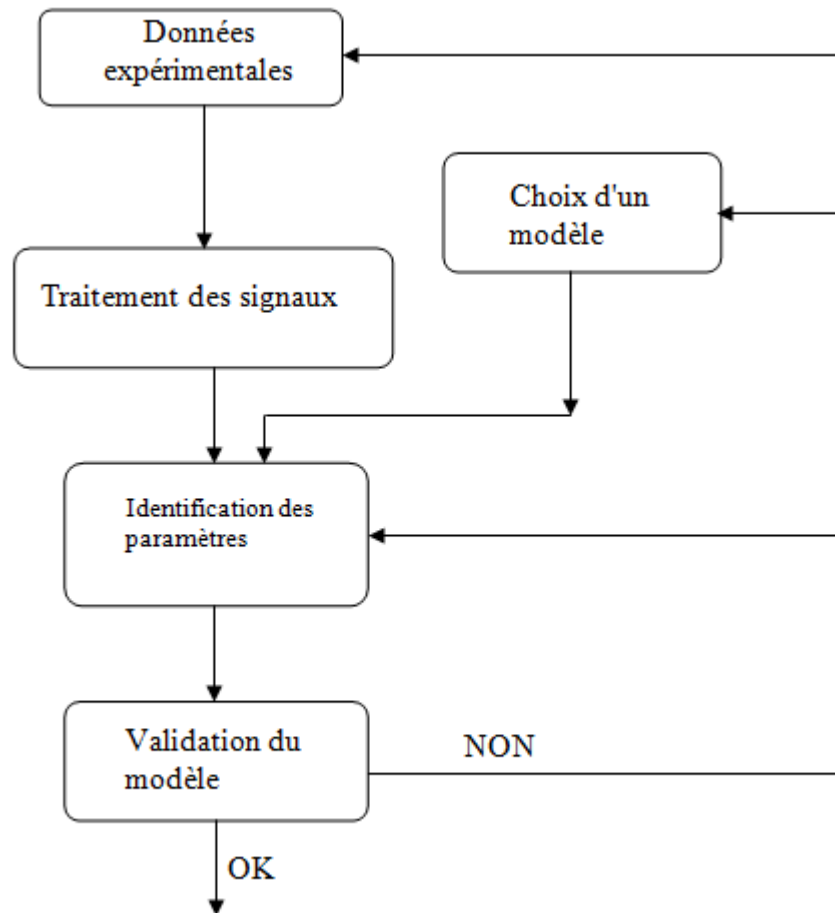 Données
expérimentales
Choix d'un
modèle
Traitement des signaux
Identification des
paramètres
Validation du
modèle
NON
OK